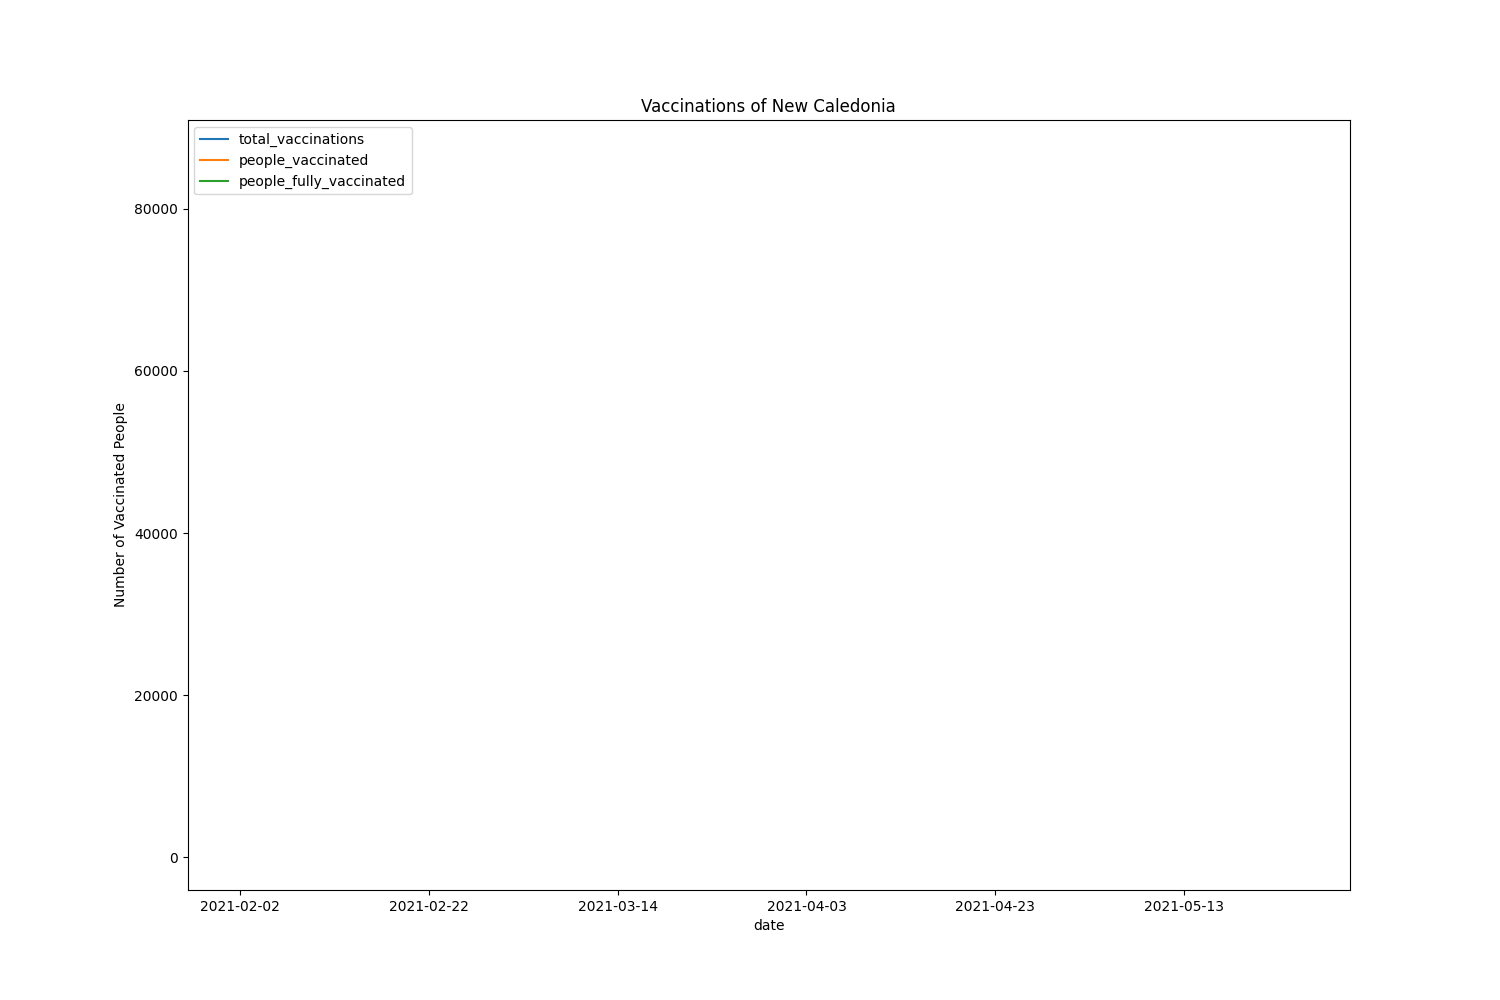 Vaccinations of New Caledonia
total_vaccinations
people_vaccinated
people_fully_vaccinated
80000
60000
40000
20000
0
Number of Vaccinated People
2021-02-02 2021-02-22 2021-03-14 2021-04-03 2021-04-23 2021-05-13
date